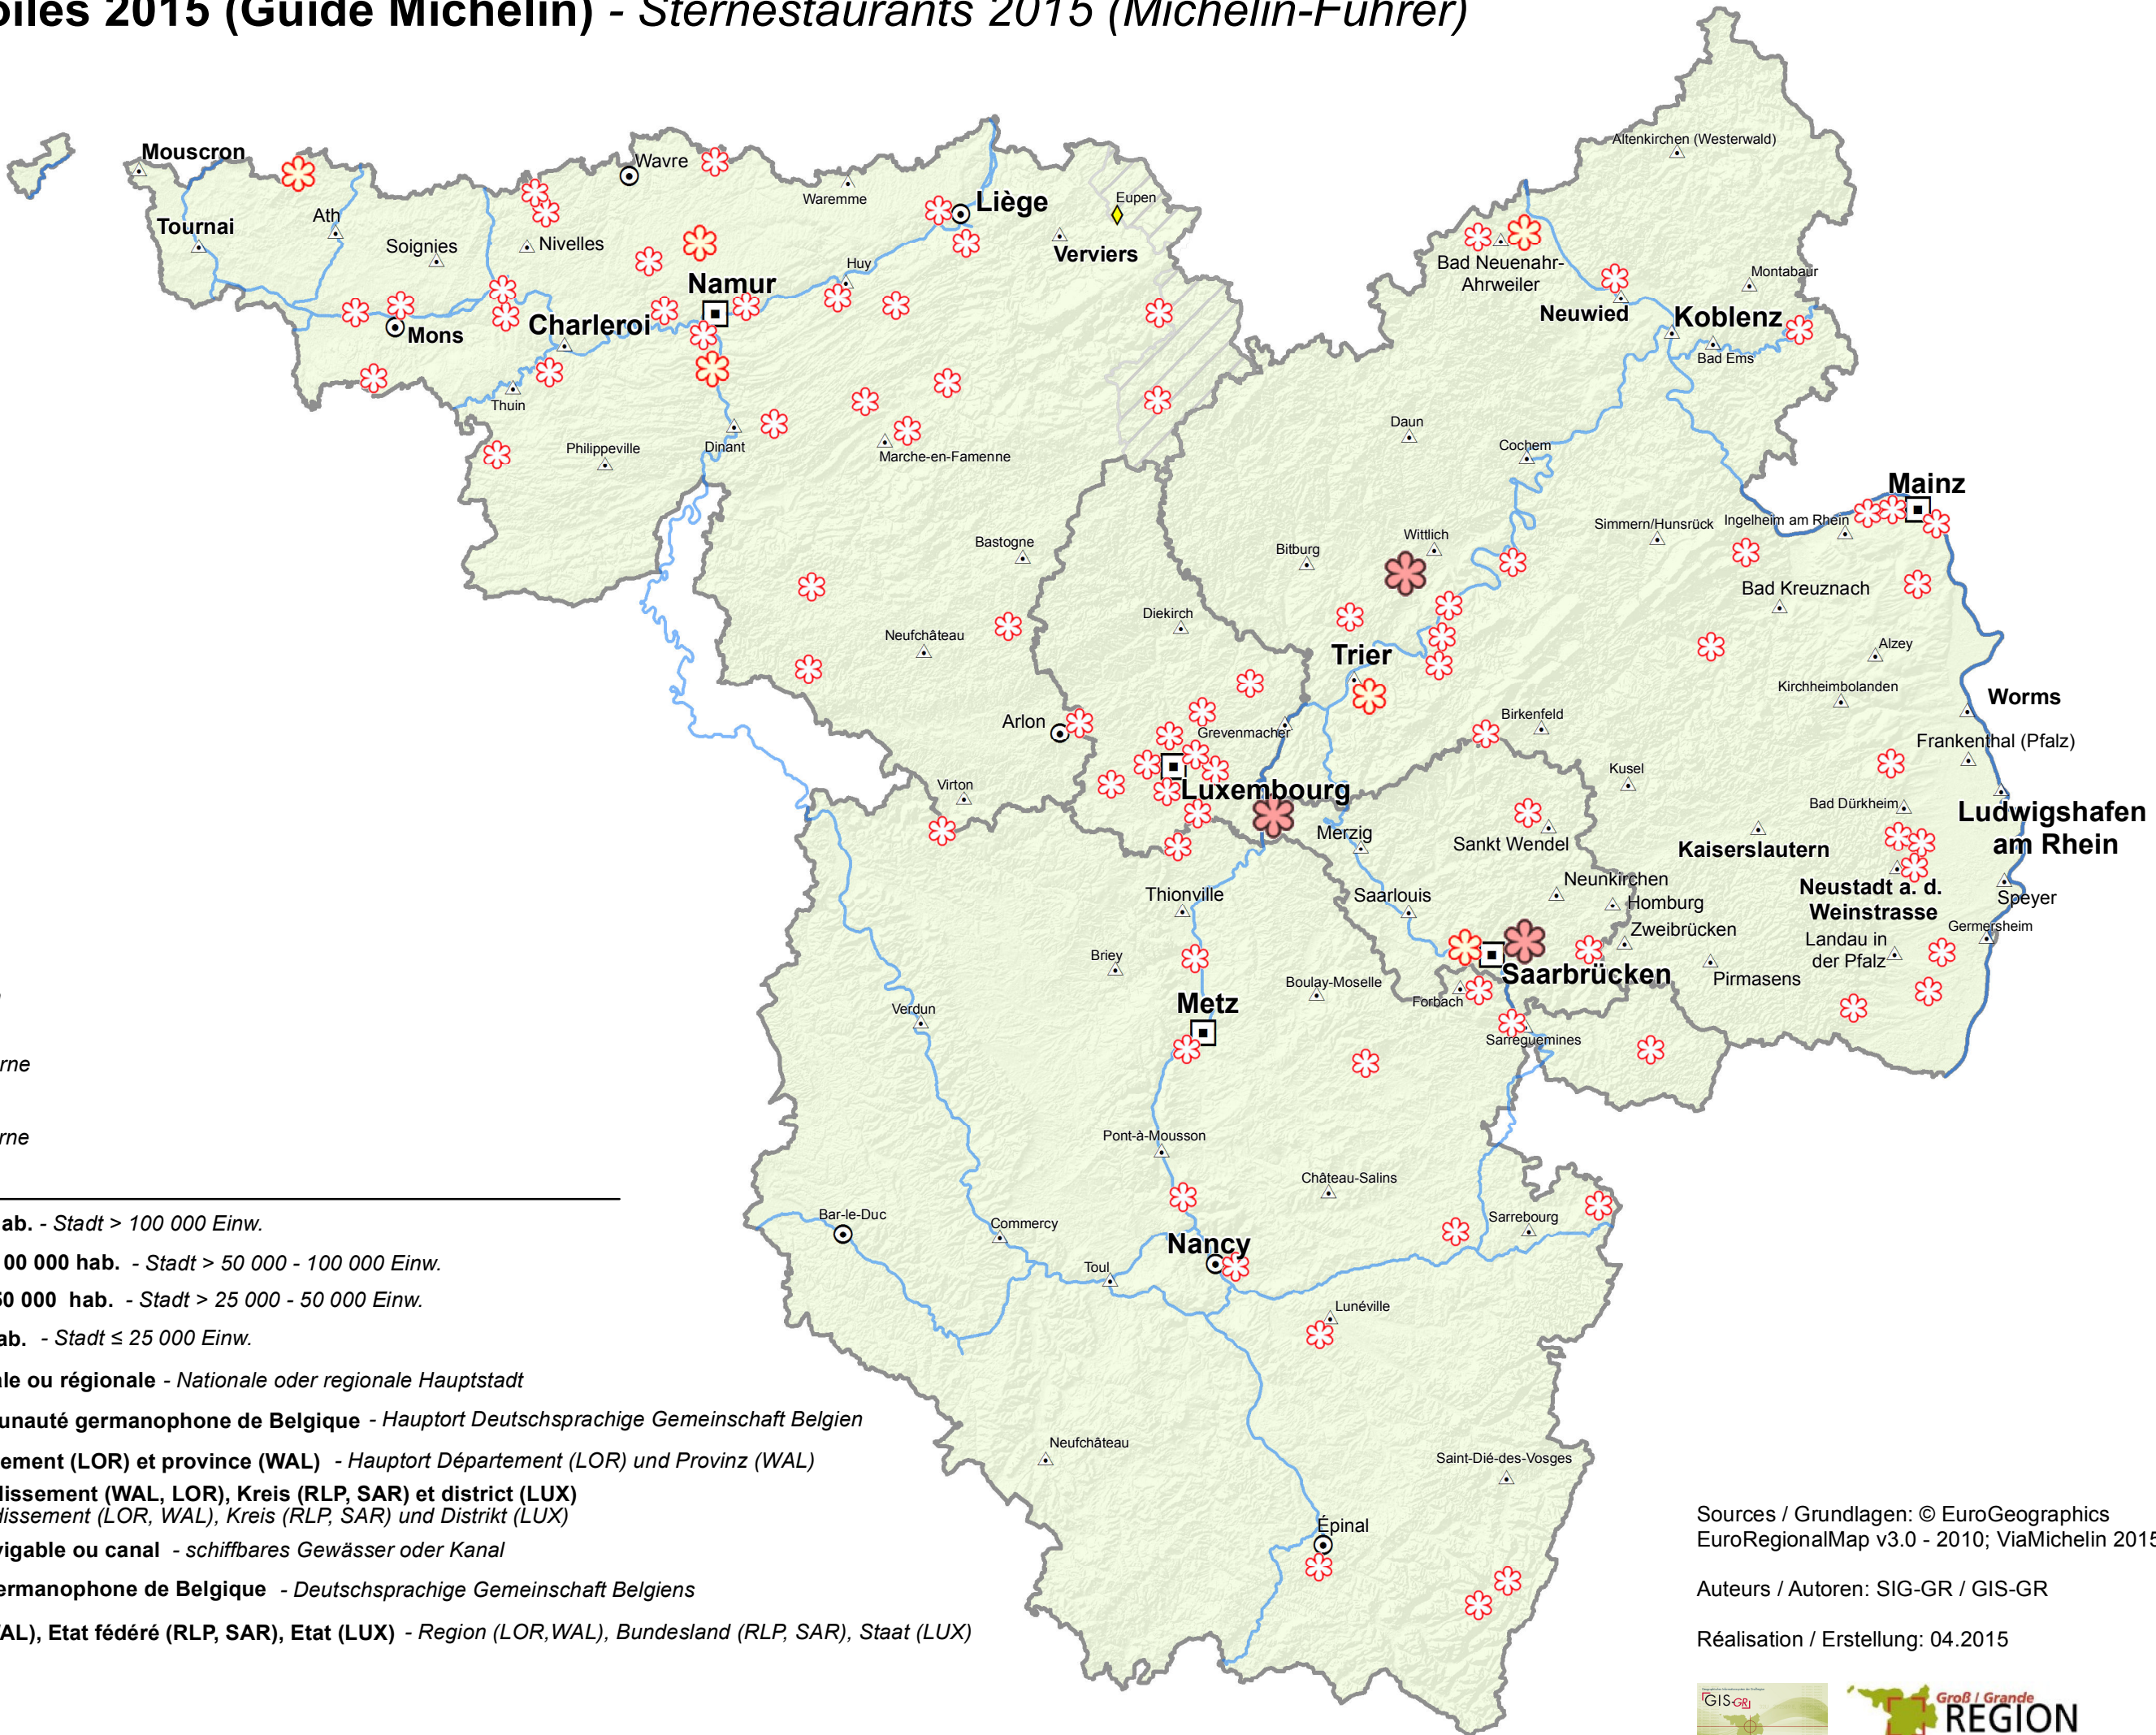 oiles 2015 (Guide Michelin) - Sternestaurants 2015 (Michelin-Führer)
Mouscron
Wavre
Waremme
Liège
Eupen
Verviers
Tournai
Ath
Soignies
Nivelles
Huy
Namur
Charleroi
Mons
Thuin
Philippeville
Dinant
Marche-en-Famenne
Altenkirchen (Westerwald)
Bad Neuenahr-
Ahrweiler
Montabaur
Neuwied
Koblenz
Bad Ems
Daun
Cochem
Mainz
Simmern/Hunsrück
Ingelheim am Rhein
Bastogne
Bitburg
Wittlich
Bad Kreuznach
Diekirch
Neufchâteau
Trier
Alzey
Kirchheimbolanden
Worms
Arlon
Grevenmacher
Birkenfeld
Frankenthal (Pfalz)
Virton
Luxembourg
Kusel
Bad Dürkheim
Ludwigshafen
am Rhein
Merzig
Sankt Wendel
Kaiserslautern
Thionville
Saarlouis
Neunkirchen
Homburg
Neustadt a. d.
Weinstrasse
Speyer
Zweibrücken
Landau in
der Pfalz
Germersheim
Briey
Boulay-Moselle
Forbach
Saarbrücken
Pirmasens
Verdun
Metz
Sarreguemines
rne
rne
Pont-à-Mousson
Château-Salins
Bar-le-Duc
Commercy
Sarrebourg
Nancy
Toul
Lunéville
Neufchâteau
Saint-Dié-des-Vosges
Épinal
ab. - Stadt > 100 000 Einw.
00 000 hab. - Stadt > 50 000 - 100 000 Einw.
50 000 hab. - Stadt > 25 000 - 50 000 Einw.
ab. - Stadt ≤ 25 000 Einw.
ale ou régionale - Nationale oder regionale Hauptstadt
unauté germanophone de Belgique - Hauptort Deutschsprachige Gemeinschaft Belgien
ement (LOR) et province (WAL) - Hauptort Département (LOR) und Provinz (WAL)
lissement (WAL, LOR), Kreis (RLP, SAR) et district (LUX)
dissement (LOR, WAL), Kreis (RLP, SAR) und Distrikt (LUX)
vigable ou canal - schiffbares Gewässer oder Kanal
ermanophone de Belgique - Deutschsprachige Gemeinschaft Belgiens
AL), Etat fédéré (RLP, SAR), Etat (LUX) - Region (LOR,WAL), Bundesland (RLP, SAR), Staat (LUX)
Sources / Grundlagen: © EuroGeographics
EuroRegionalMap v3.0 - 2010; ViaMichelin 2015
Auteurs / Autoren: SIG-GR / GIS-GR
Réalisation / Erstellung: 04.2015
GIS-GR
Groß / Grande
REGION